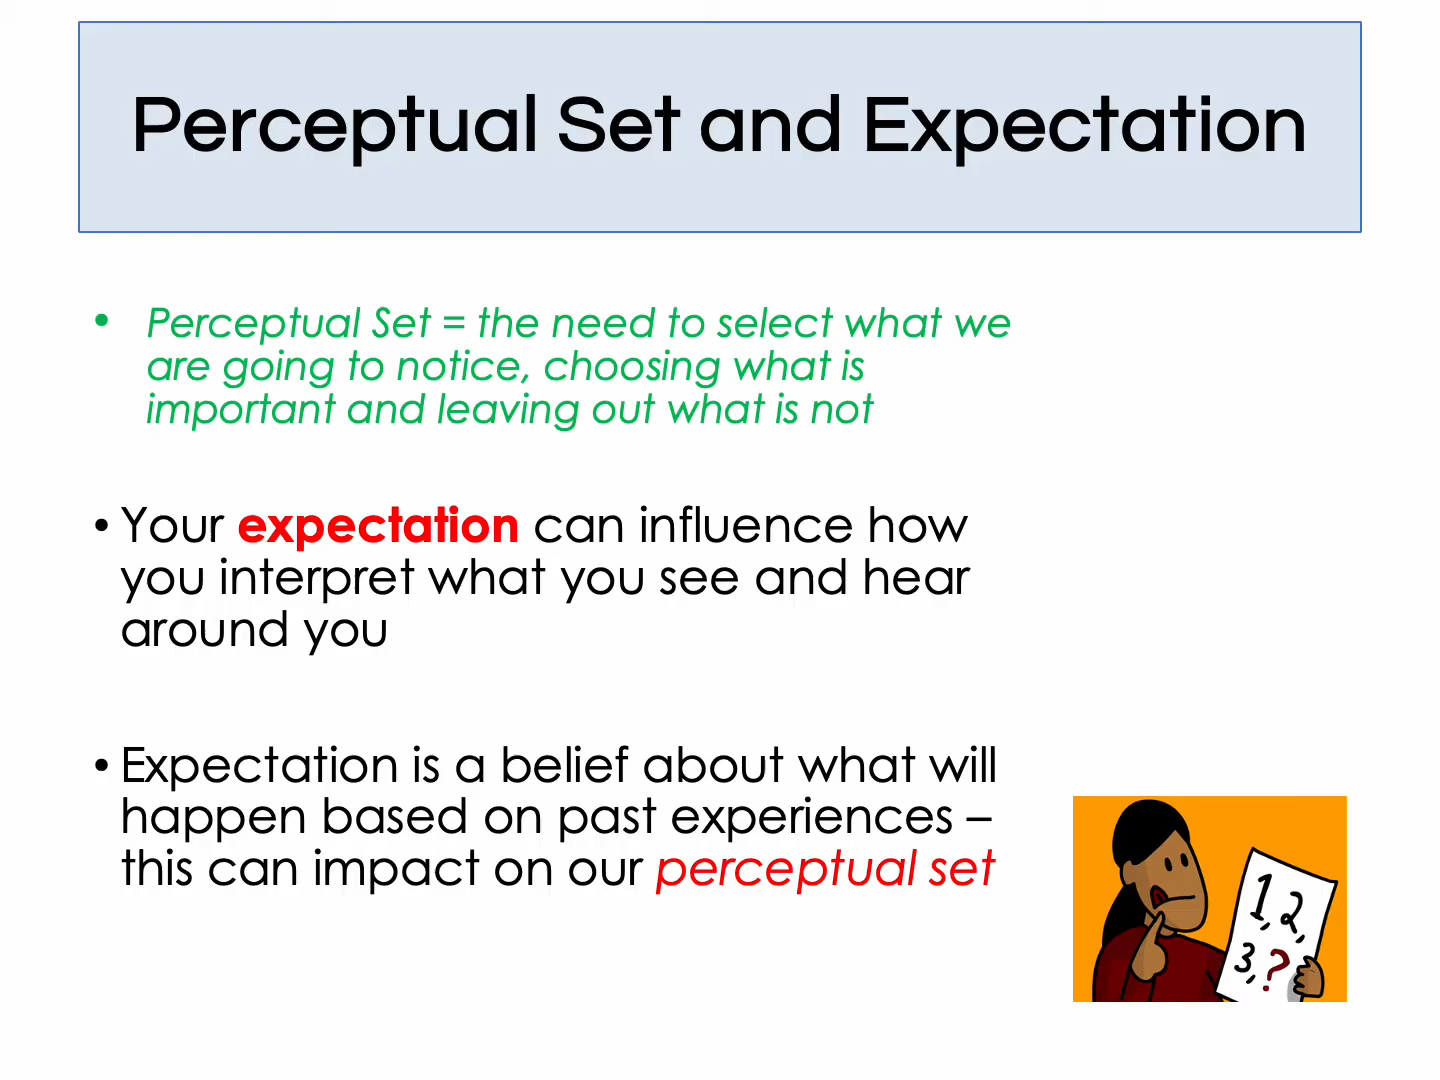 Perceptual Set and Expectation
• Perceptual Set = the need to select what we
are going to notice, choosing what is
important and leaving out what is not
• Your expectation can influence how
you interpret what you see and hear
around you
• Expectation is a belief about what will
happen based on past experiences –
this can impact on our perceptual set
1, 2,
3, ?